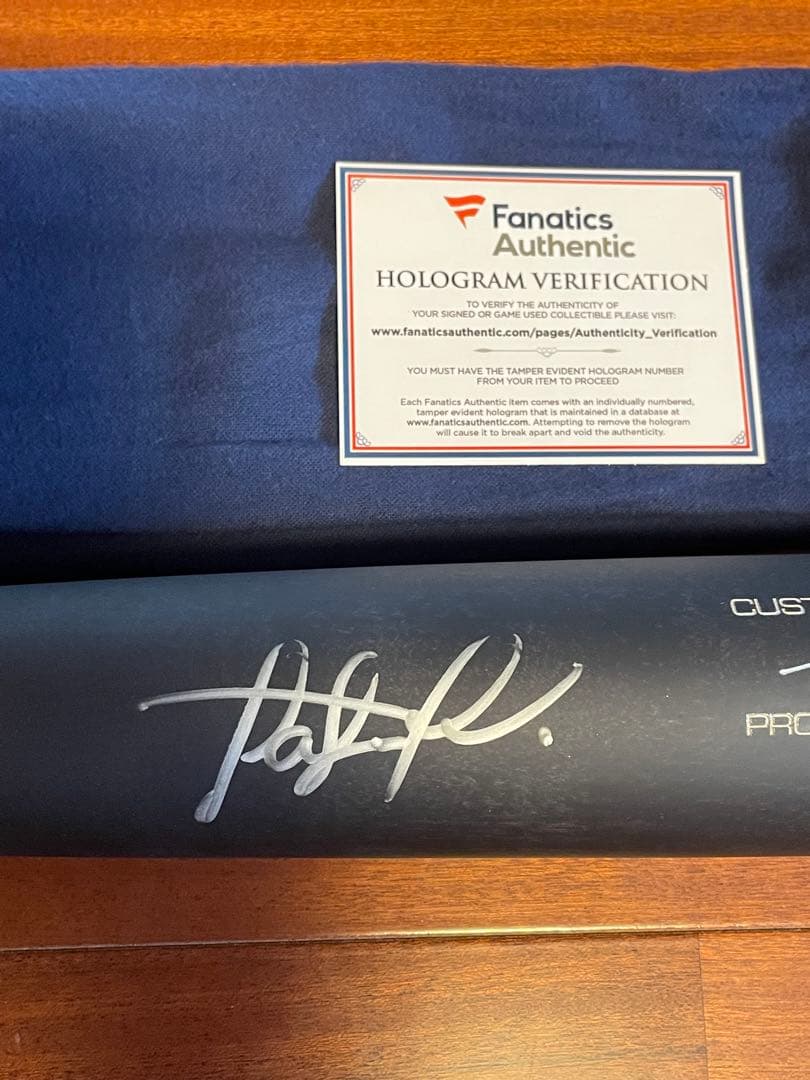 Fanatics
Authentic
HOLOGRAM VERIFICATION
TO VERIFY THE AUTHENTICITY OF
YOUR SIGNED OR GAME USED COLLECTIBLE PLEASE VISIT:
www.fanaticsauthentic.com/pages/Authenticity_Verification
YOU MUST HAVE THE TAMPER EVIDENT HOLOGRAM NUMBER
FROM YOUR ITEM TO PROCEED
Each Fanatics Authentic item comes with an individually numbered,
tamper evident hologram that is maintained in a database at
www.fanaticsauthentic.com. Attempting to remove the hologram
will cause it to break apart and void the authenticity.
CUST
PRO